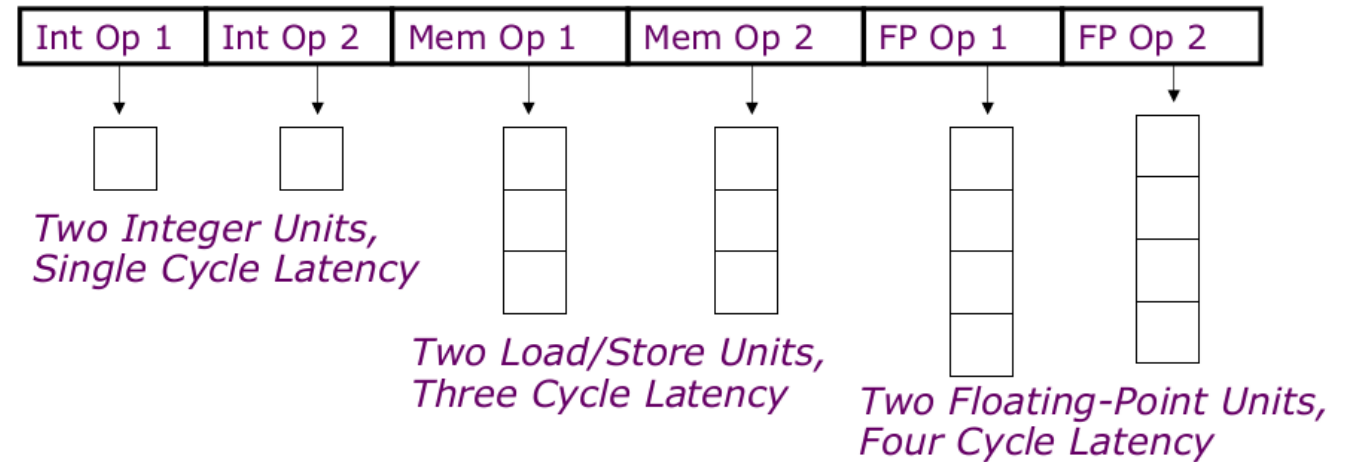 Int Op 1
Int Op 2
Mem Op 1
Mem Op 2
FP Op 1
FP Op 2
Two Integer Units,
Single Cycle Latency
Two Load/Store Units,
Three Cycle Latency
Two Floating-Point Units,
Four Cycle Latency